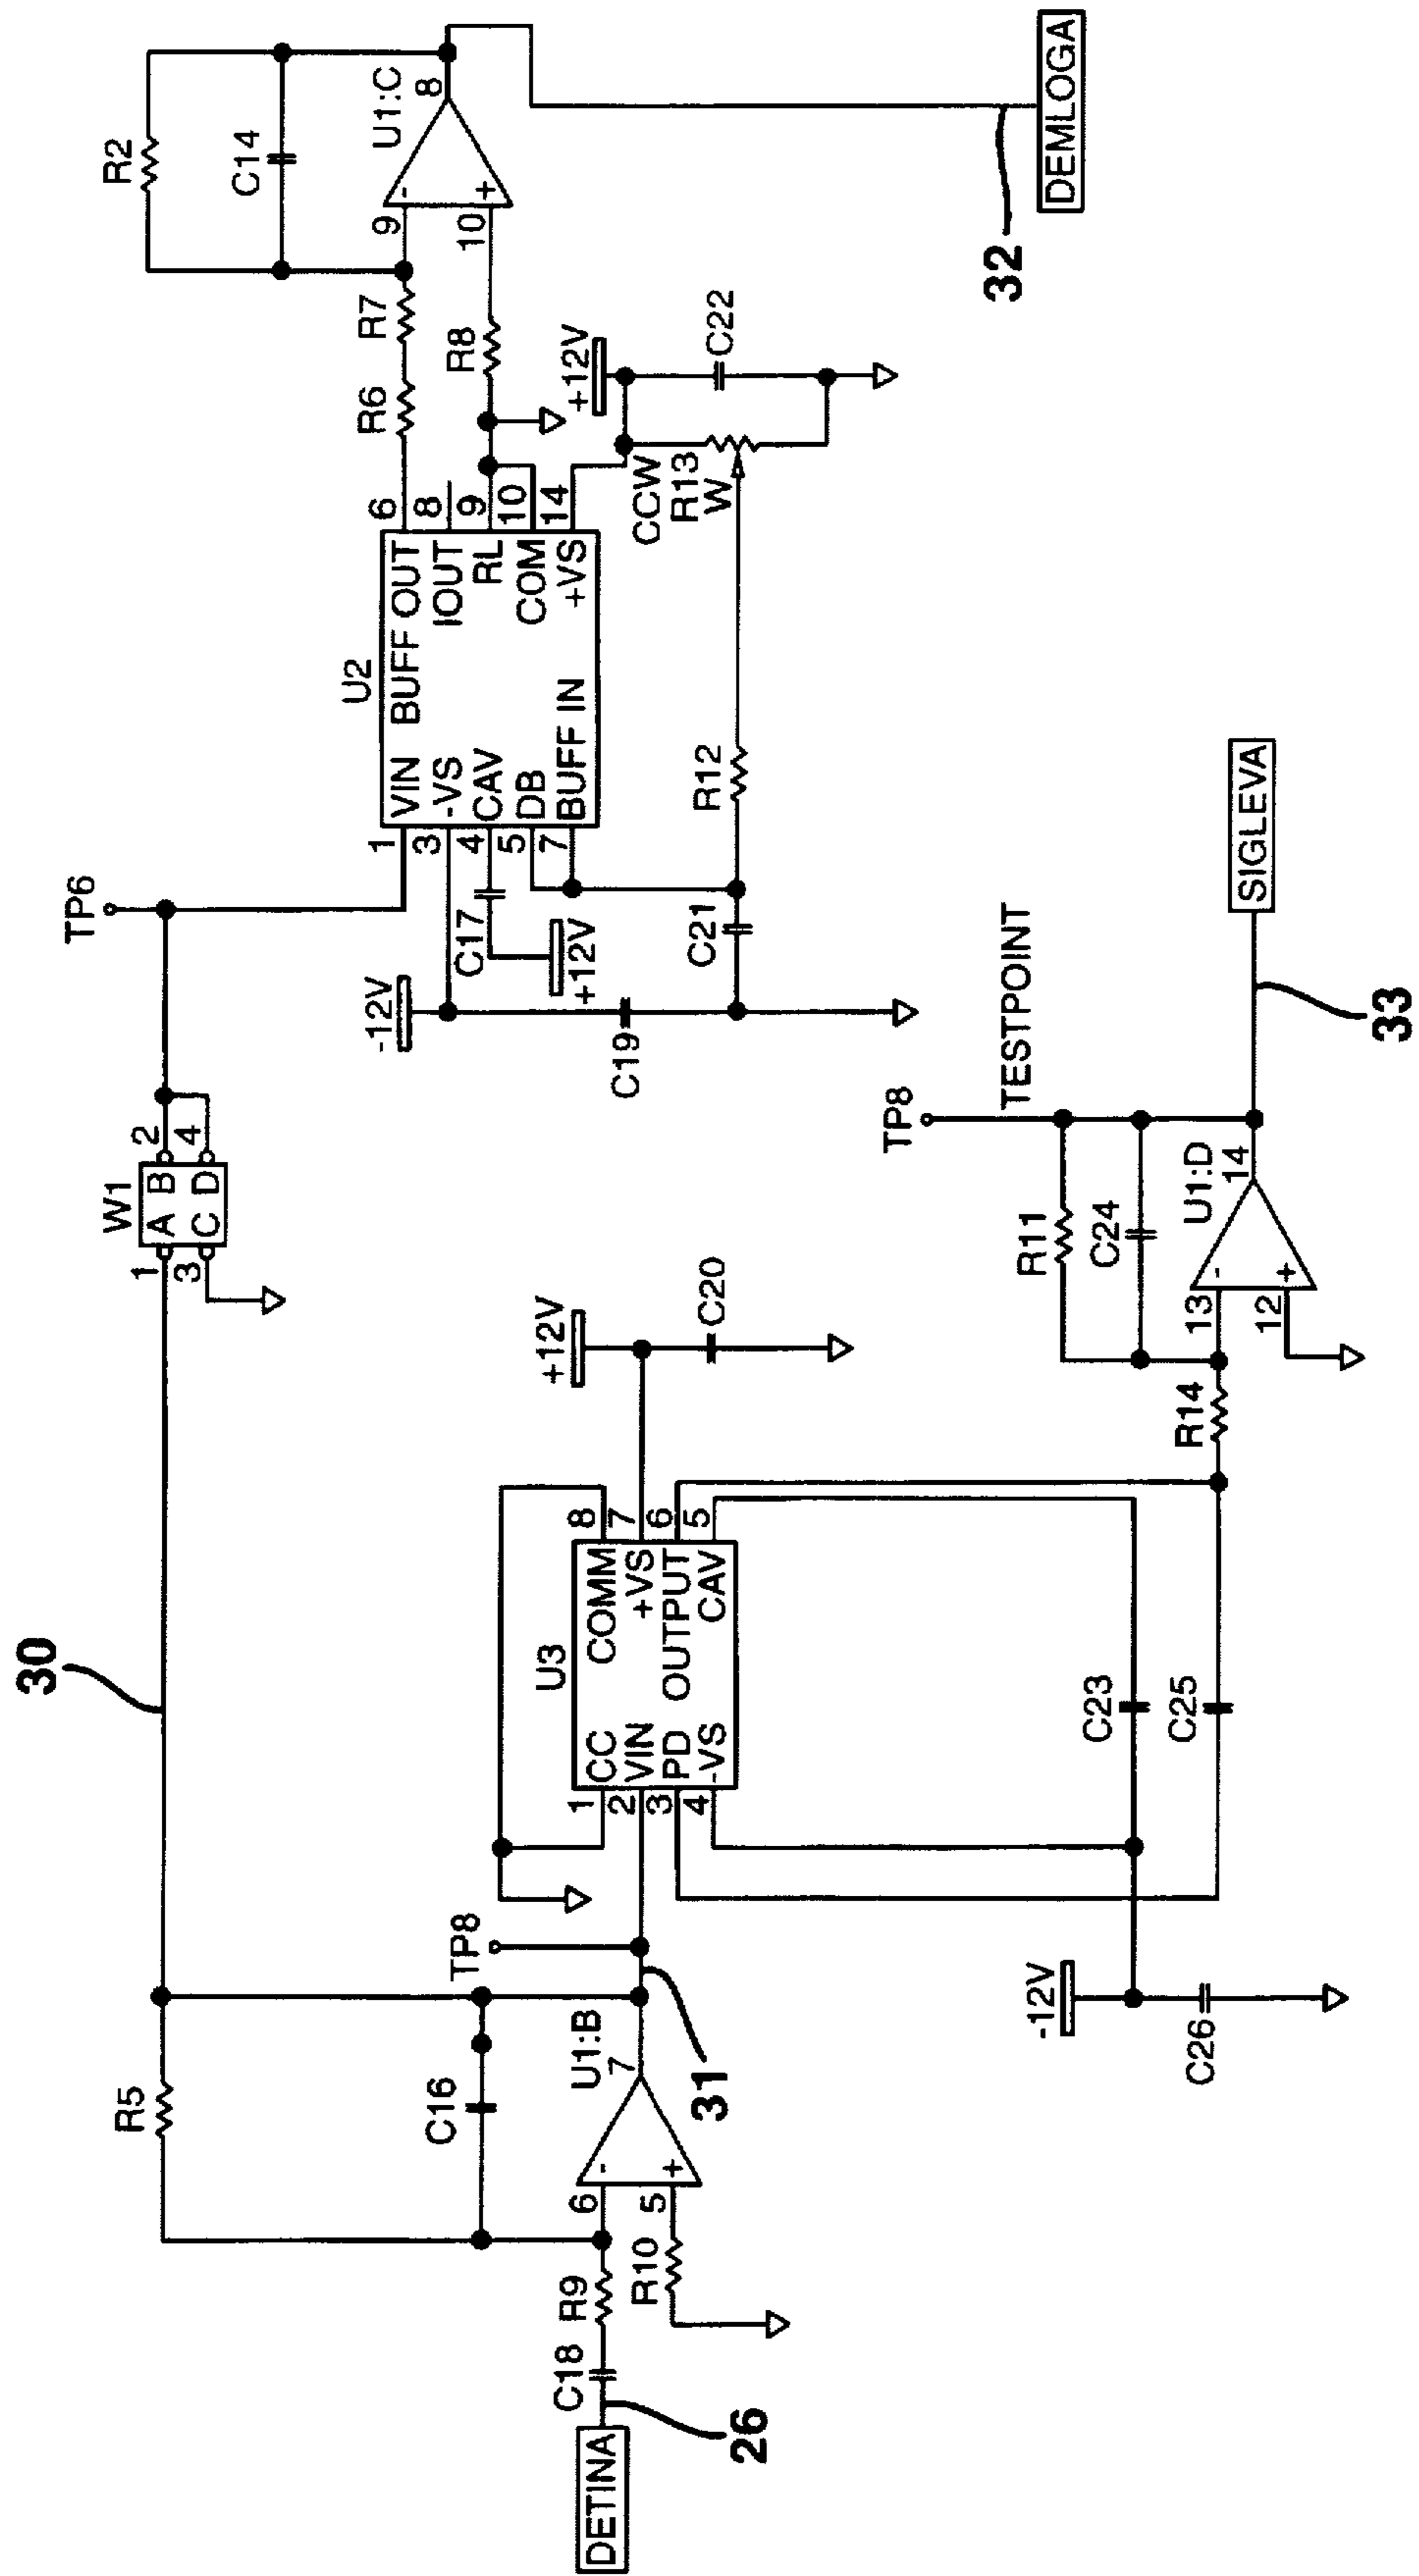 30
R5
C16
TP8
U1:B
6
7
5
-
+
DETINA
26
C18
R9
R10
31
W1
1
A
B
2
3
C
D
4
TP6
U2
1
VIN
BUFF OUT
6
3
-VS
IOUT
8
4
CAV
RL
9
5
DB
COM
10
7
BUFF IN
+VS
14
-12V
C17
+12V
C19
C21
R12
CCW
R13
W
+12V
C22
R6
R7
R8
R2
C14
U1:C
9
8
10
-
+
32
DEMLOGA
U3
1
CC
COMM
8
2
VIN
+VS
7
3
PD
OUTPUT
6
4
-VS
CAV
5
+12V
C20
C23
C25
-12V
C26
R14
TP8
TESTPOINT
R11
C24
U1:D
13
14
12
-
+
SIGLEVA
33